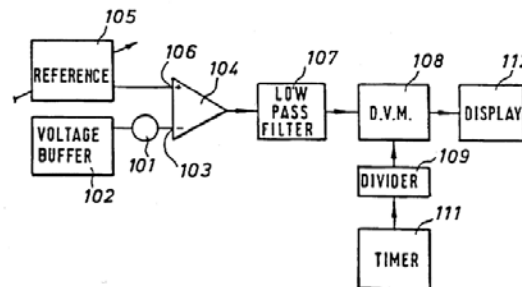 105
REFERENCE
106
+
104
107
LOW
PASS
FILTER
108
D.V.M.
112
DISPLAY
VOLTAGE
BUFFER
102
101
-
103
109
DIVIDER
111
TIMER